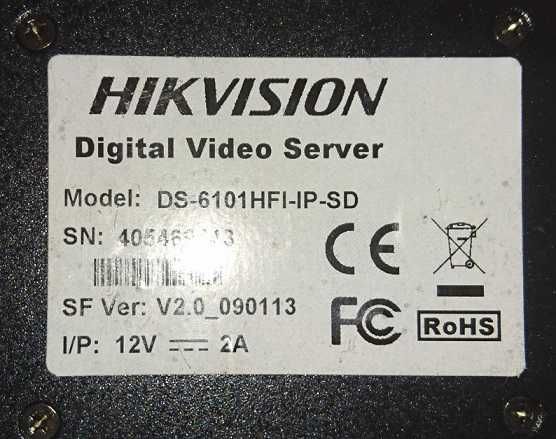 HIKVISION
Digital Video Server
Model: DS-6101HFI-IP-SD
SN:
SF Ver: V2.0_090113
I/P: 12V ⎓ 2A
CE
FC
RoHS